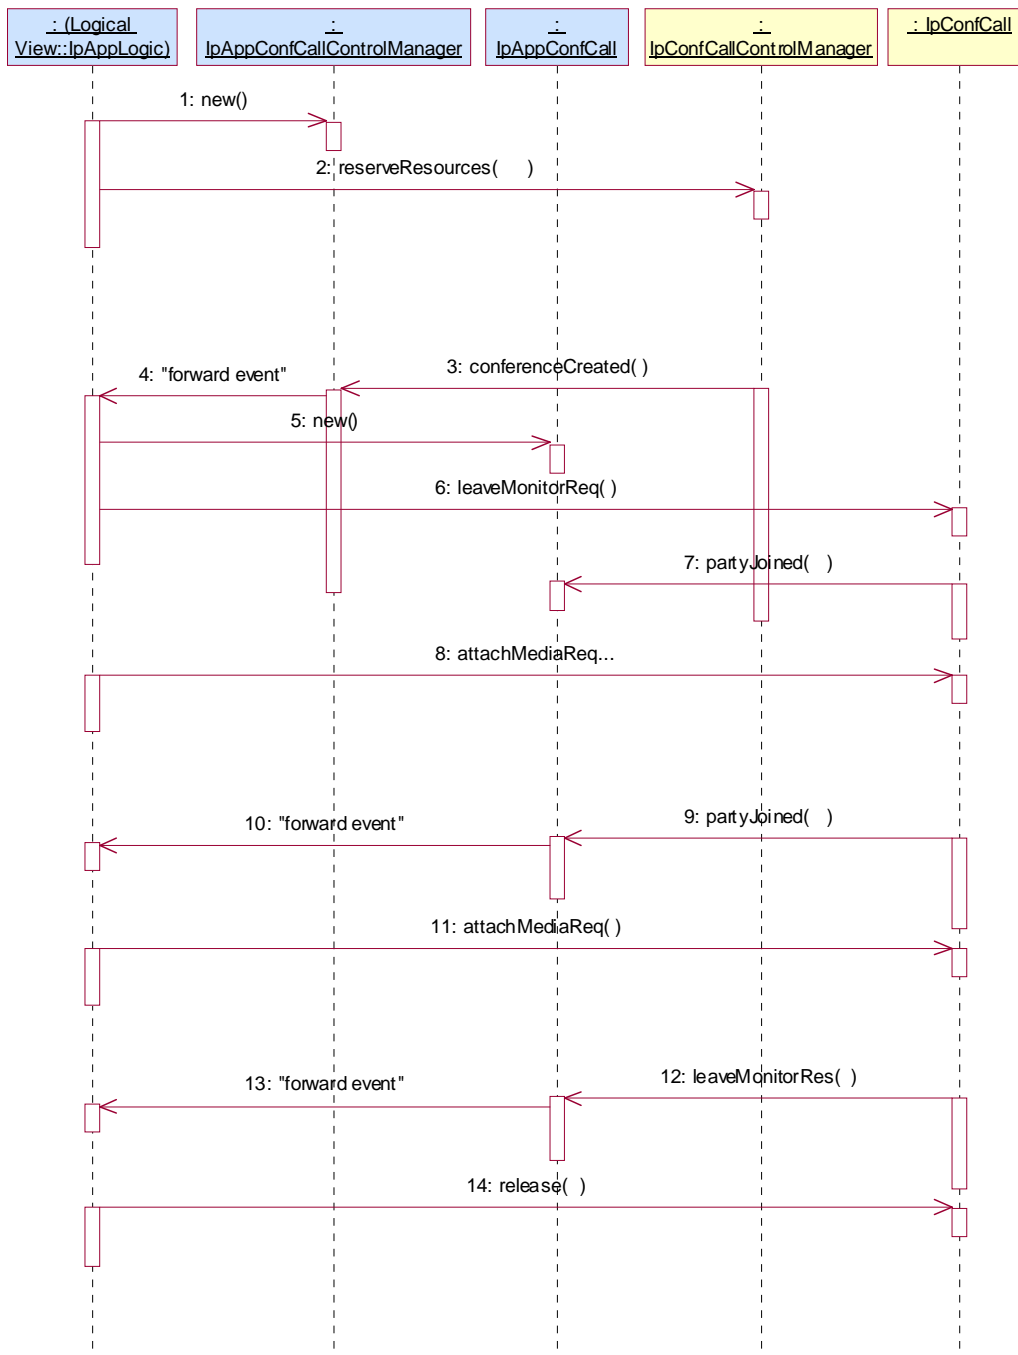 : (Logical
View::IpAppLogic)
:
IpAppConfCallControlManager
:
IpAppConfCall
:
IpConfCallControlManager
: IpConfCall
1: new()
2: reserveResources( )
3: conferenceCreated( )
4: "forward event"
5: new()
6: leaveMonitorReq( )
7: partyJoined( )
8: attachMediaReq...
9: partyJoined( )
10: "forward event"
11: attachMediaReq( )
12: leaveMonitorRes( )
13: "forward event"
14: release( )